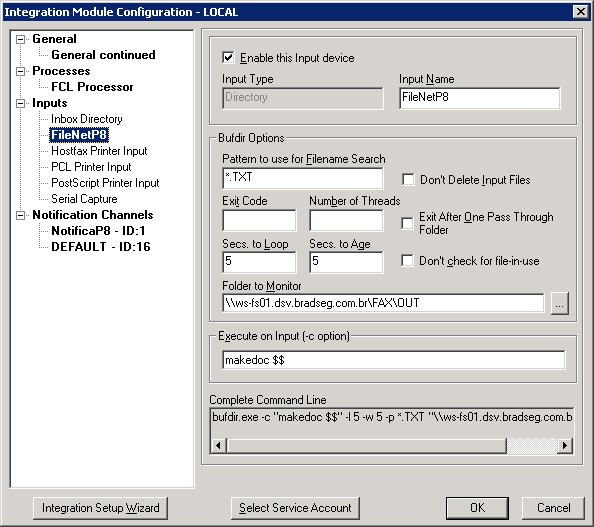 Integration Module Configuration - LOCAL
General
General continued
Processes
FCL Processor
Inputs
Inbox Directory
FileNetP8
Hostfax Printer Input
PCL Printer Input
PostScript Printer Input
Serial Capture
Notification Channels
NotificaP8 - ID:1
DEFAULT - ID:16
Enable this Input device
Input Type
Input Name
Directory
FileNetP8
Bufdir Options
Pattern to use for Filename Search
*.TXT
Don't Delete Input Files
Exit Code
Number of Threads
Exit After One Pass Through
Folder
Secs. to Loop
Secs. to Age
5
5
Don't check for file-in-use
Folder to Monitor
\\ws-fs01.dsv.bradseg.com.br\FAX\OUT
...
Execute on Input (-c option)
makedoc $$
Complete Command Line
bufdir.exe -c "makedoc $$" -l 5 -w 5 -p *.TXT "\\ws-fs01.dsv.bradseg.com.b
Integration Setup Wizard
Select Service Account
OK
Cancel